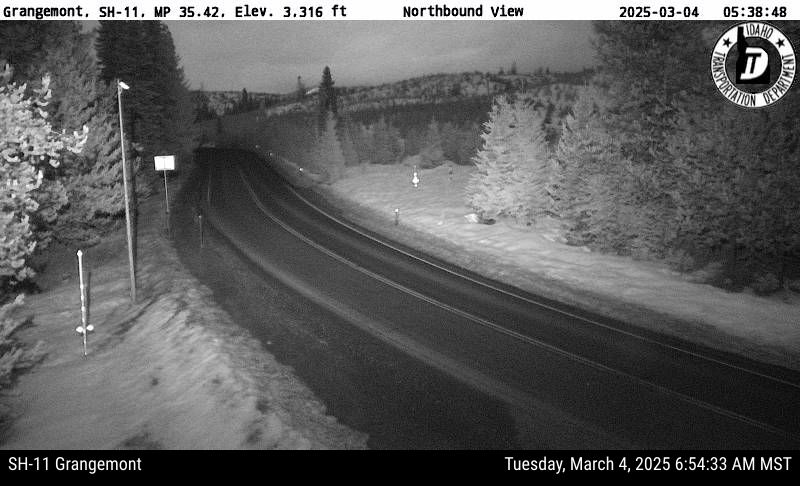 Grangemont, SH-11, MP 35.42, Elev. 3,316 ft Northbound View 2025-03-04 05:38:48
IDAHO
TRANSPORTATION DEPARTMENT
SH-11 Grangemont Tuesday, March 4, 2025 6:54:33 AM MST